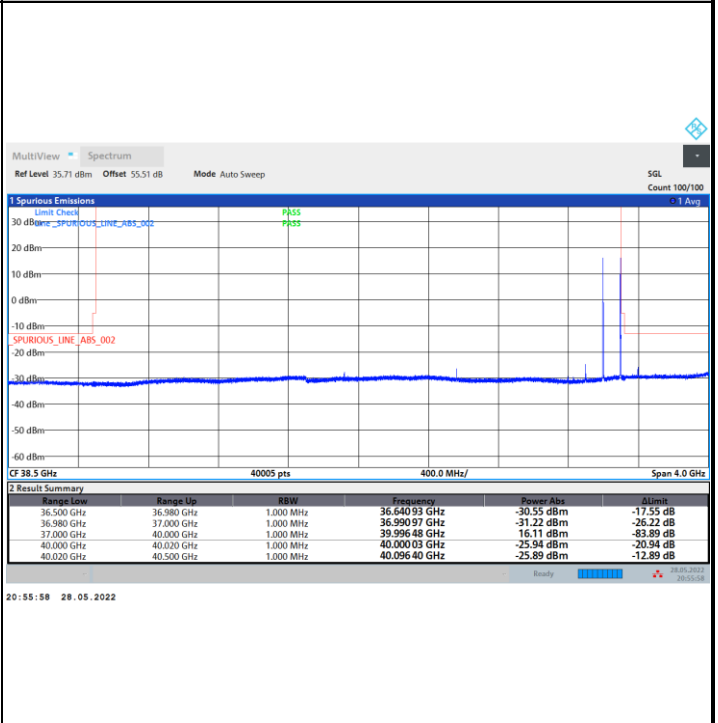 MultiView Spectrum
Ref Level 35.71 dBm Offset 55.51 dB Mode Auto Sweep SGL
Count 100/100
1 Spurious Emissions 1 Avg
Limit Check PASS
30 dBm Line _SPURIOUS_LINE_ABS_002 PASS
20 dBm
10 dBm
0 dBm
-10 dBm
SPURIOUS_LINE_ABS_002
-20 dBm
-30 dBm
-40 dBm
-50 dBm
-60 dBm
CF 38.5 GHz 40005 pts 400.0 MHz/ Span 4.0 GHz
2 Result Summary
Range Low Range Up RBW Frequency Power Abs ΔLimit
36.500 GHz 36.980 GHz 1.000 MHz 36.640 93 GHz -30.55 dBm -17.55 dB
36.980 GHz 37.000 GHz 1.000 MHz 36.990 97 GHz -31.22 dBm -26.22 dB
37.000 GHz 40.000 GHz 1.000 MHz 39.996 48 GHz 16.11 dBm -83.89 dB
40.000 GHz 40.020 GHz 1.000 MHz 40.000 03 GHz -25.94 dBm -20.94 dB
40.020 GHz 40.500 GHz 1.000 MHz 40.096 40 GHz -25.89 dBm -12.89 dB
Ready 28.05.2022
20:55:58
20:55:58 28.05.2022